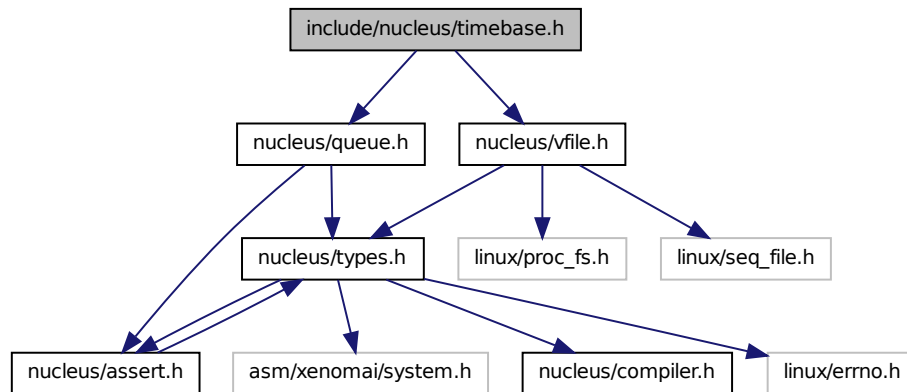 include/nucleus/timebase.h
nucleus/queue.h
nucleus/vfile.h
nucleus/types.h
linux/proc_fs.h
linux/seq_file.h
nucleus/assert.h
asm/xenomai/system.h
nucleus/compiler.h
linux/errno.h